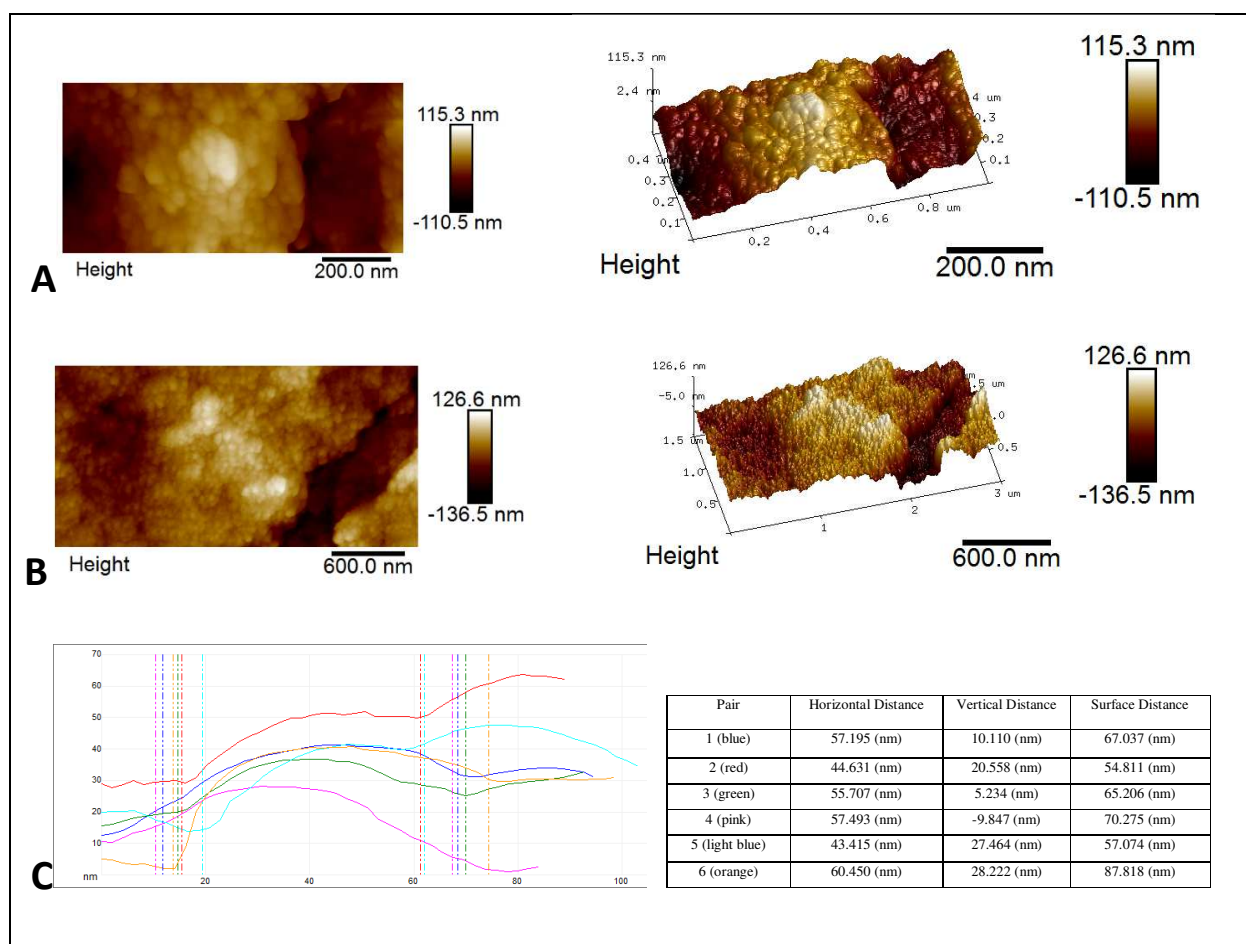 115.3 nm
-110.5 nm
Height
200.0 nm
A
115.3 nm
2.4 nm
0.4 u
0.3
0.2
0.1
0.2
0.4
0.6
0.8 um
4 um
0.3
0.2
0.1
115.3 nm
-110.5 nm
Height
200.0 nm
126.6 nm
-136.5 nm
Height
600.0 nm
B
126.6 nm
-5.0 nm
1.5 um
1.0
0.5
1
2
3 um
.5 um
.0
0.5
126.6 nm
-136.5 nm
Height
600.0 nm
C
70
60
50
40
30
20
10
nm
20
40
60
80
100
Pair Horizontal Distance Vertical Distance Surface Distance
1 (blue) 57.195 (nm) 10.110 (nm) 67.037 (nm)
2 (red) 44.631 (nm) 20.558 (nm) 54.811 (nm)
3 (green) 55.707 (nm) 5.234 (nm) 65.206 (nm)
4 (pink) 57.493 (nm) -9.847 (nm) 70.275 (nm)
5 (light blue) 43.415 (nm) 27.464 (nm) 57.074 (nm)
6 (orange) 60.450 (nm) 28.222 (nm) 87.818 (nm)